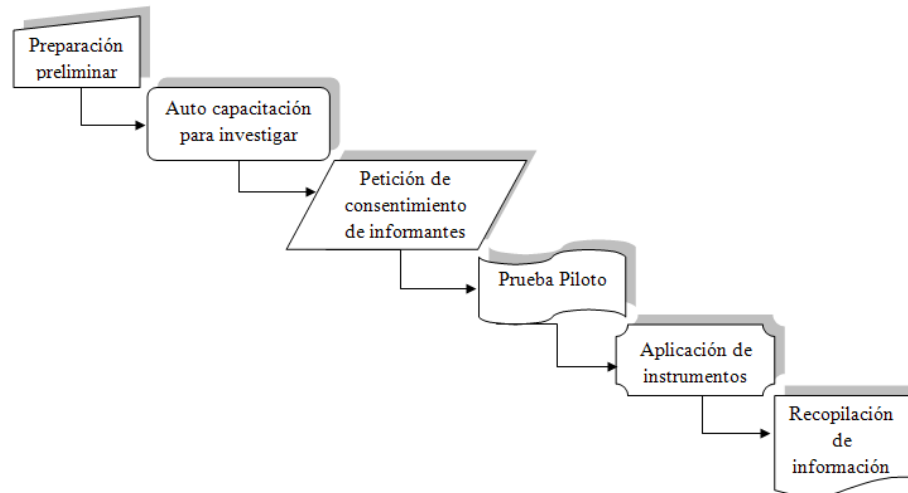 Preparación
preliminar
Auto capacitación
para investigar
Petición de
consentimiento
de informantes
Prueba Piloto
Aplicación de
instrumentos
Recopilación
de
información